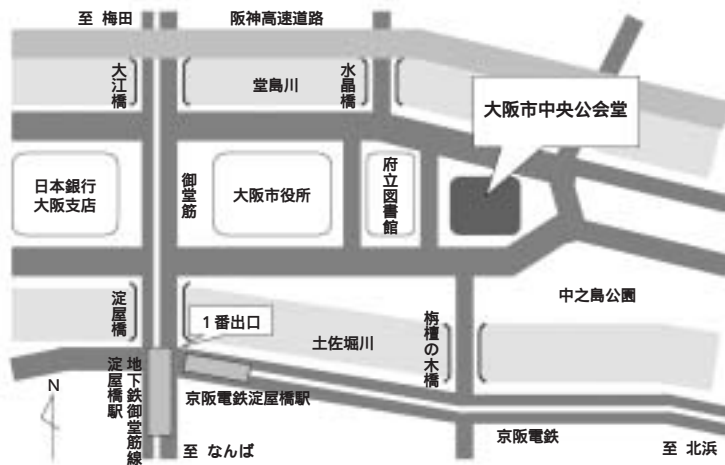 至 梅田
阪神高速道路
大江橋
堂島川
水晶橋
大阪市中央公会堂
日本銀行
大阪支店
御堂筋
大阪市役所
府立図書館
中之島公園
淀屋橋
1番出口
土佐堀川
栴檀の木橋
N
地下鉄御堂筋線
淀屋橋駅
京阪電鉄淀屋橋駅
京阪電鉄
至 なんば
至 北浜